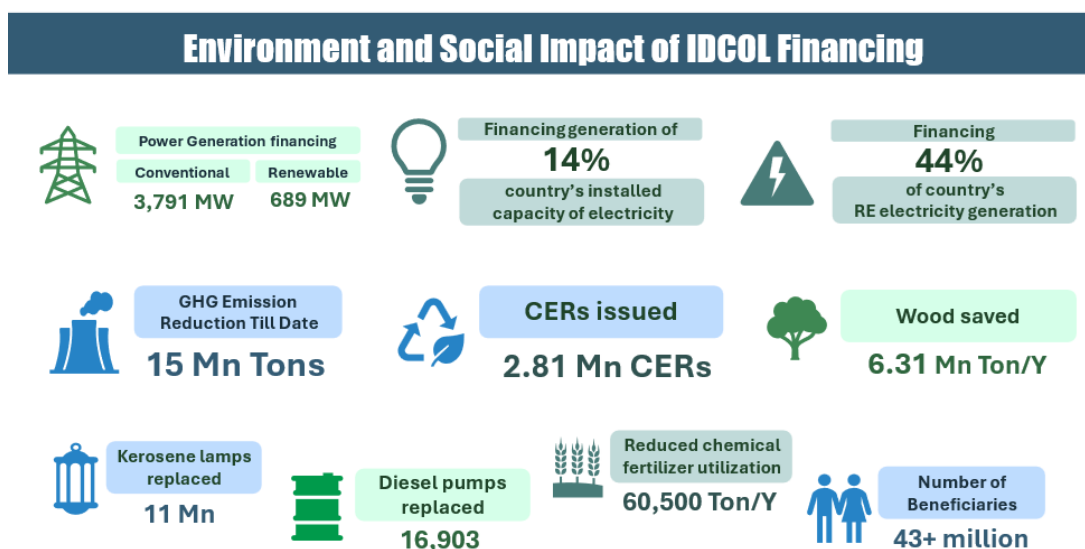 Environment and Social Impact of IDCOL Financing
Power Generation financing
Conventional
Renewable
3,791 MW
689 MW
Financing generation of
14%
country's installed
capacity of electricity
Financing
44%
of country's
RE electricity generation
GHG Emission
Reduction Till Date
15 Mn Tons
CERs issued
2.81 Mn CERs
Wood saved
6.31 Mn Ton/Y
Kerosene lamps
replaced
11 Mn
Diesel pumps
replaced
16,903
Reduced chemical
fertilizer utilization
60,500 Ton/Y
Number of
Beneficiaries
43+ million